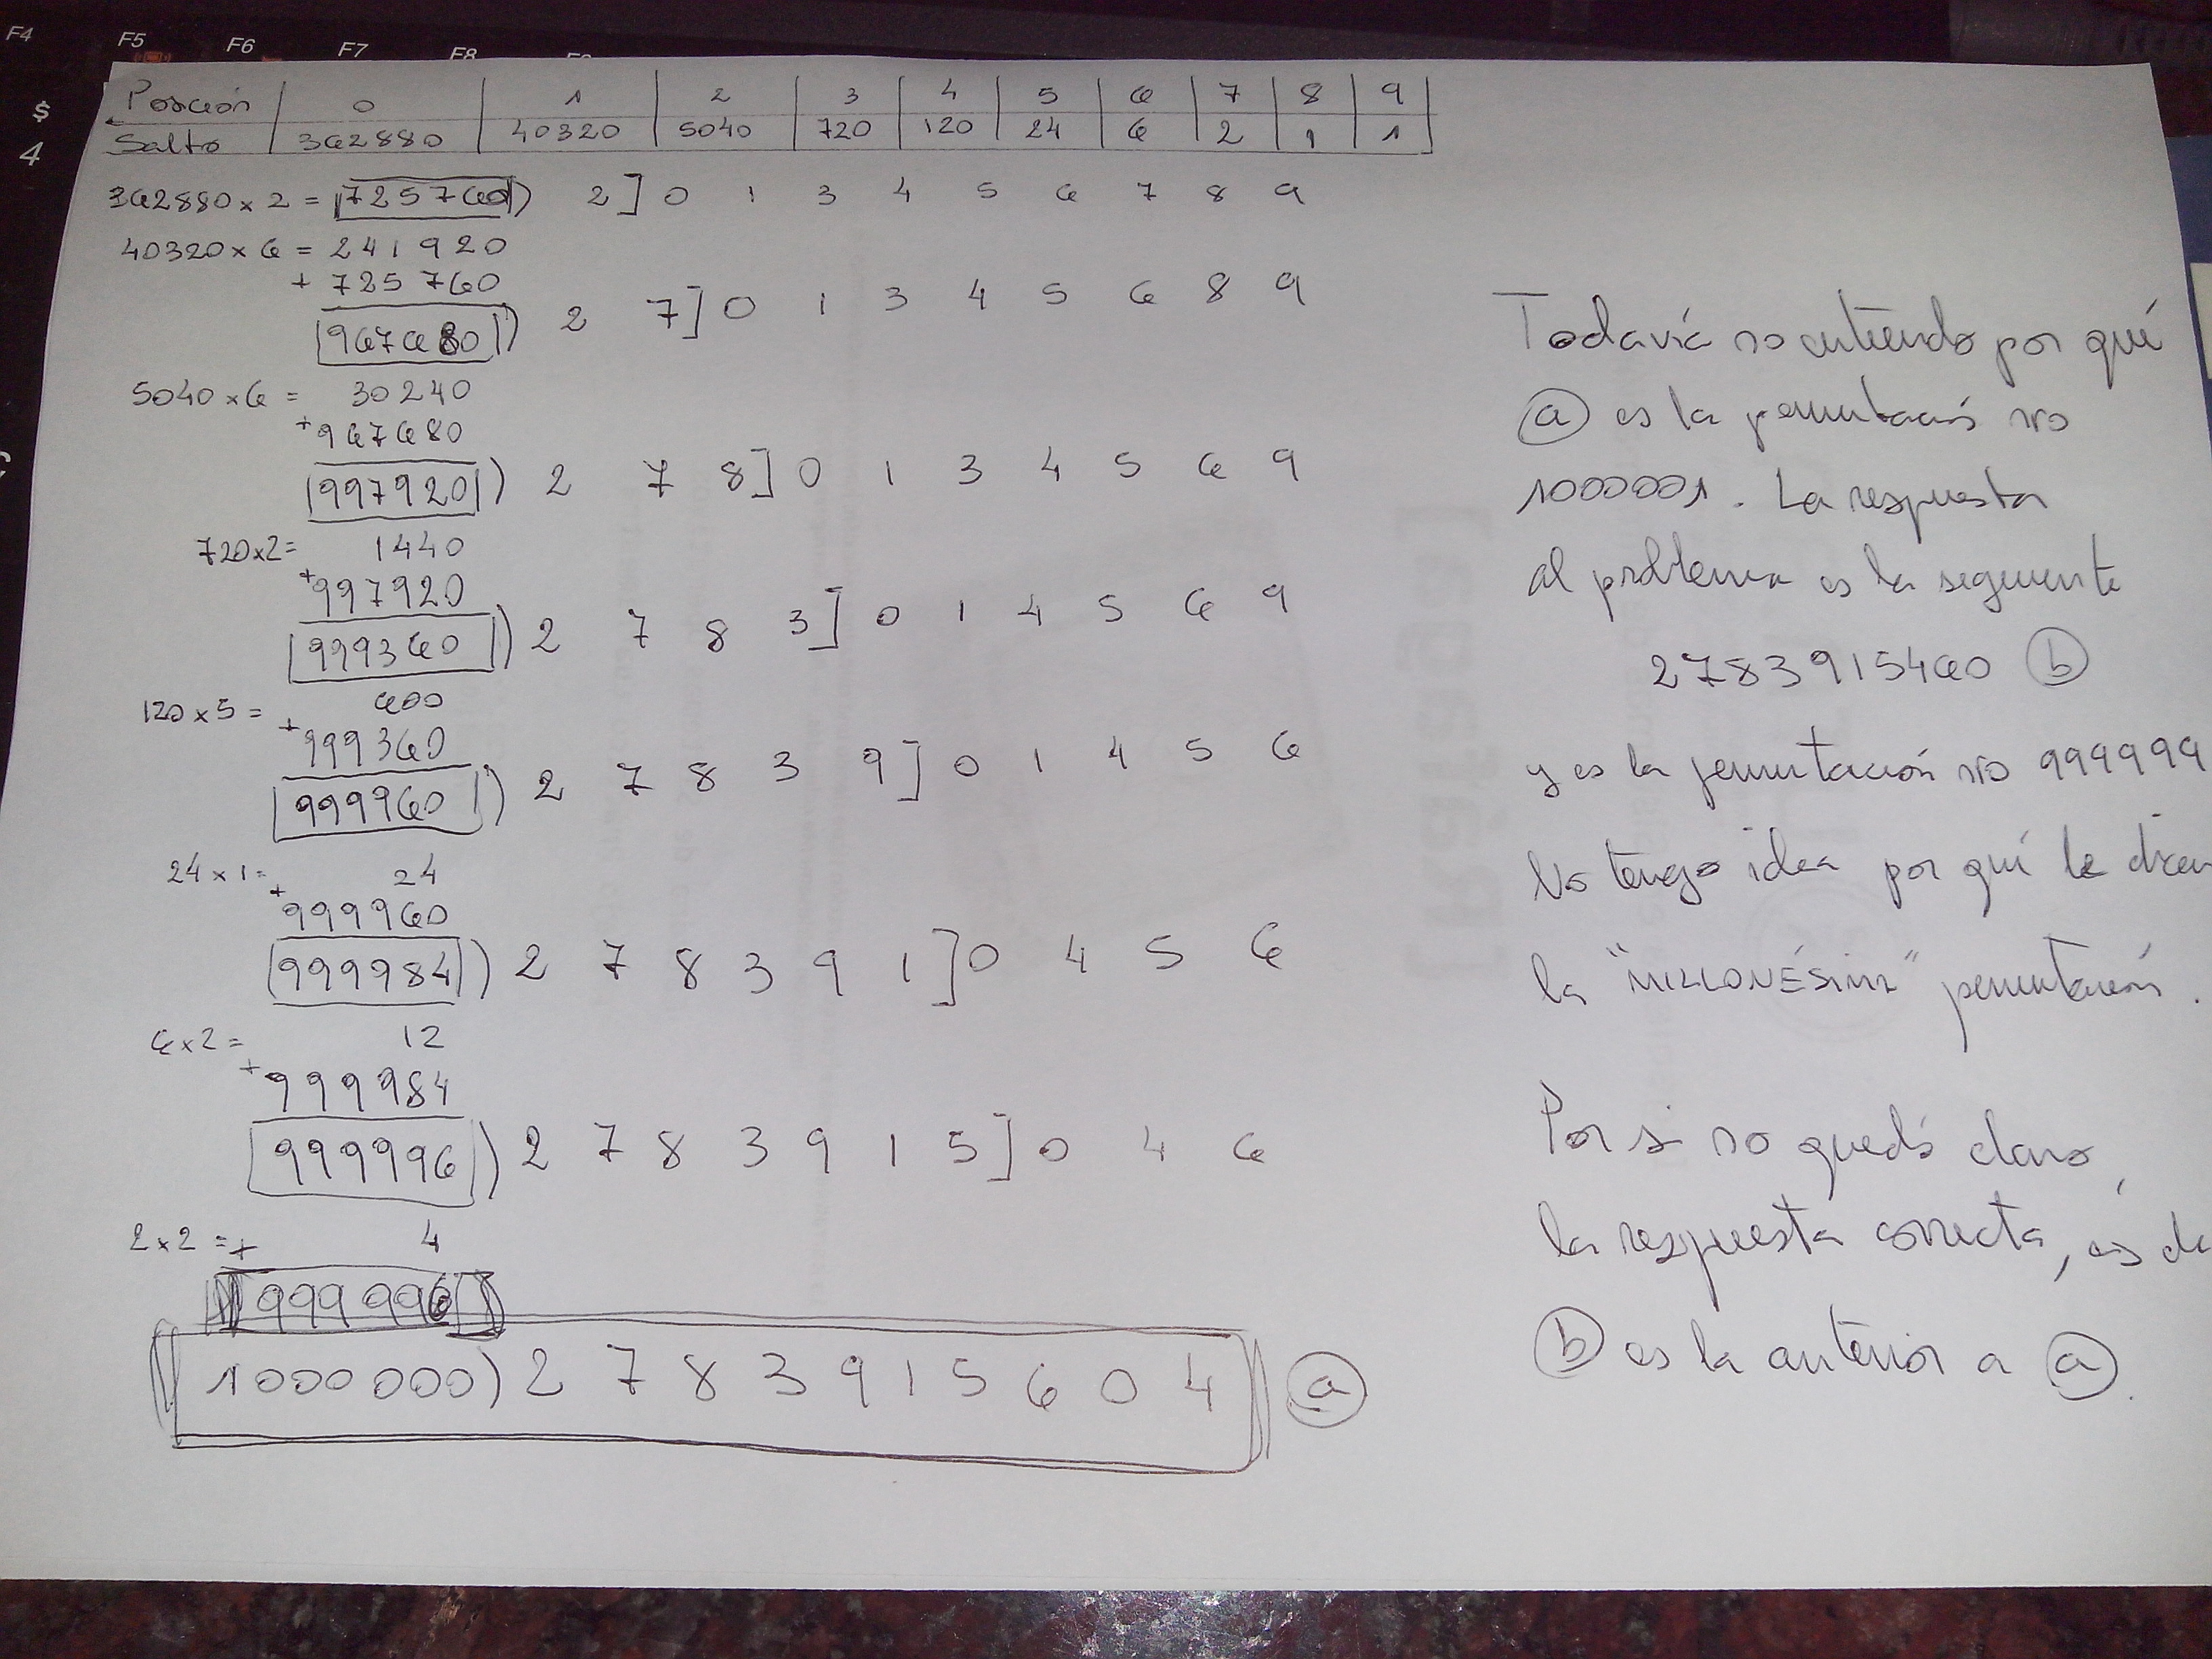 Posición | 0 | 1 | 2 | 3 | 4 | 5 | 6 | 7 | 8 | 9 |
Salto | 362880 | 40320 | 5040 | 720 | 120 | 24 | 6 | 2 | 1 | 1 |
362880 x 2 = 725760) 2] 0 1 3 4 5 6 7 8 9
40320 x 6 = 241920
+ 725760
967680) 2 7] 0 1 3 4 5 6 8 9
5040 x 6 = 30240
+ 967680
997920) 2 7 8] 0 1 3 4 5 6 9
720x2= 1440
+ 997920
999360) 2 7 8 3] 0 1 4 5 6 9
120 x 5 = 600
+ 999360
999960) 2 7 8 3 9] 0 1 4 5 6
24 x 1 = 24
+ 999960
999984) 2 7 8 3 9 1] 0 4 5 6
6 x 2 = 12
+ 999984
999996) 2 7 8 3 9 1 5] 0 4 6
2 x 2 = 4
+ 999996
1000000) 2 7 8 3 9 1 5 6 0 4 a
Todavía no entiendo por qué
a es la permutación nro
1000001. La respuesta
al problema es la siguiente
2783915460 b
y es la permutación nro 999999
No tengo idea por qué le dicen
la "MILLONÉSIMA" permutación.
Por si no quedó claro,
la respuesta correcta, es de
b es la anterior a a.
[Ráfaga]
F4
$
4
F5
F6
F7
F8